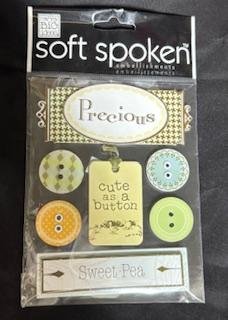 me & my
BIG
ideas
soft spoken
embellishments
embellissements
Precious
cute
as a
button
Sweet Pea